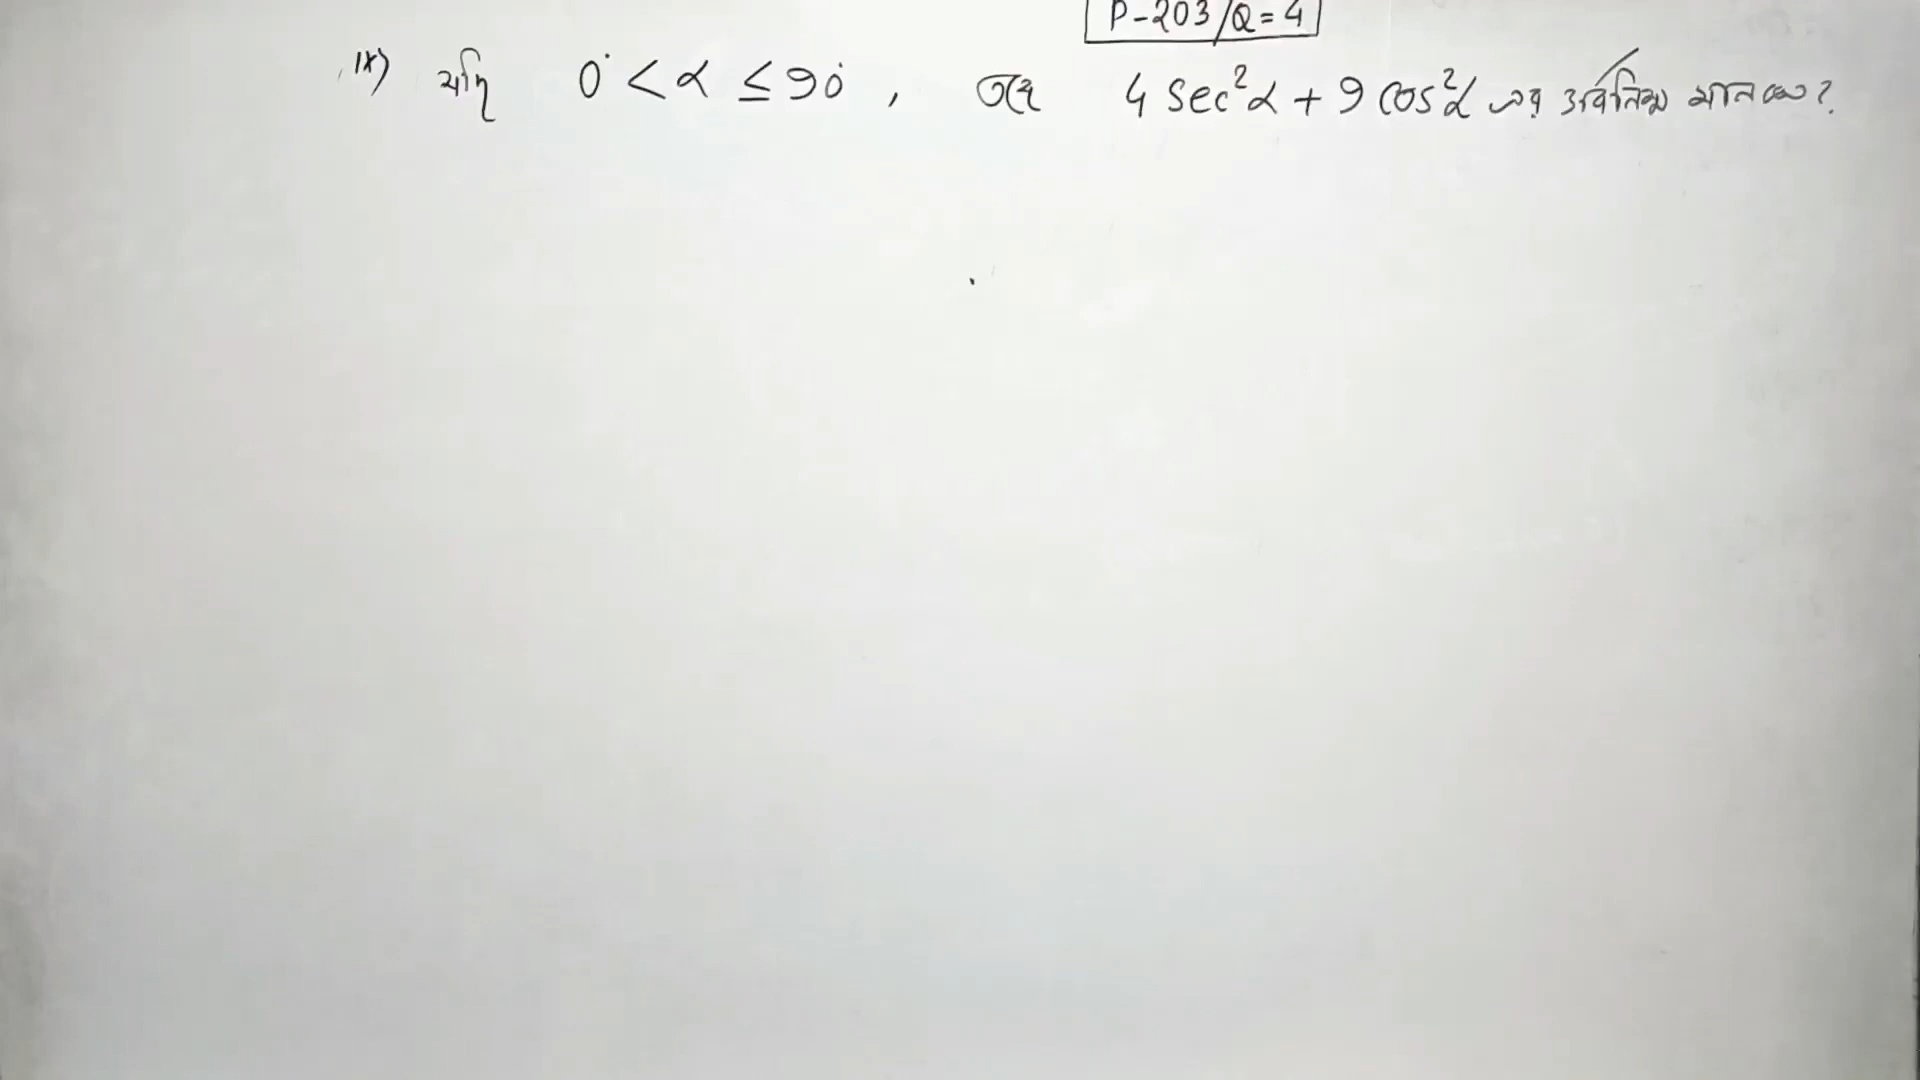 P-203/Q=4
ix) যদি 0° < α ≤ 90°, তবে 4 sec²α + 9 cos²α এর সর্বনিম্ন মান কত?